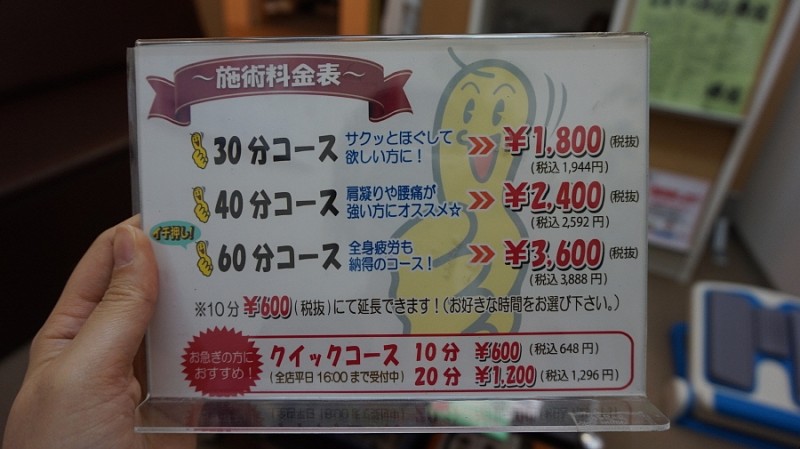 ～施術料金表～
30分コース サクッとほぐして欲しい方に! ¥1,800 (税抜)
(税込1,944円)
40分コース 肩凝りや腰痛が強い方にオススメ☆ ¥2,400 (税抜)
(税込2,592円)
イチ押し!
60分コース 全身疲労も納得のコース! ¥3,600 (税抜)
(税込3,888円)
※10分¥600(税抜)にて延長できます!(お好きな時間をお選び下さい。)
お急ぎの方に
おすすめ!
クイックコース 10分 ¥600 (税込648円)
(全店平日16:00まで受付中) 20分 ¥1,200 (税込1,296円)